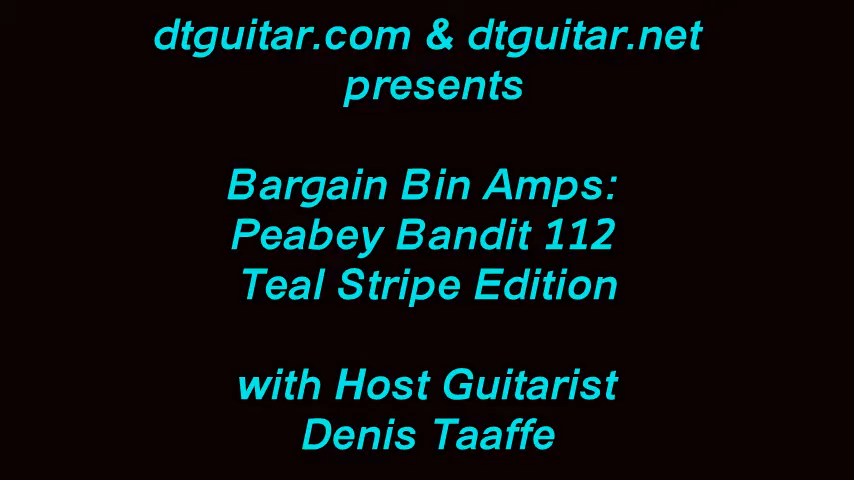 dtguitar.com & dtguitar.net
presents
Bargain Bin Amps:
Peabey Bandit 112
Teal Stripe Edition
with Host Guitarist
Denis Taaffe